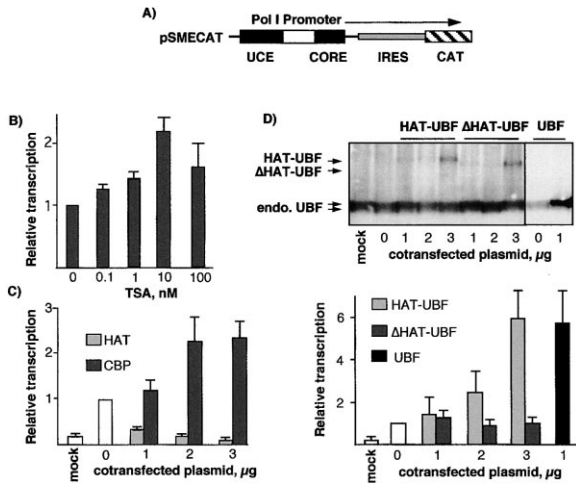 A)
Pol I Promoter
pSMECAT
UCE CORE IRES CAT
B)
Relative transcription
2
1
0 0.1 1 10 100
TSA, nM
C)
Relative transcription
3
2
1
HAT
CBP
mock 0 1 2 3
cotransfected plasmid, µg
D)
HAT-UBF ΔHAT-UBF UBF
HAT-UBF
ΔHAT-UBF
endo. UBF
mock 0 1 2 3 1 2 3 0 1
cotransfected plasmid, µg
Relative transcription
6
4
2
HAT-UBF
ΔHAT-UBF
UBF
mock 0 1 2 3 1
cotransfected plasmid, µg